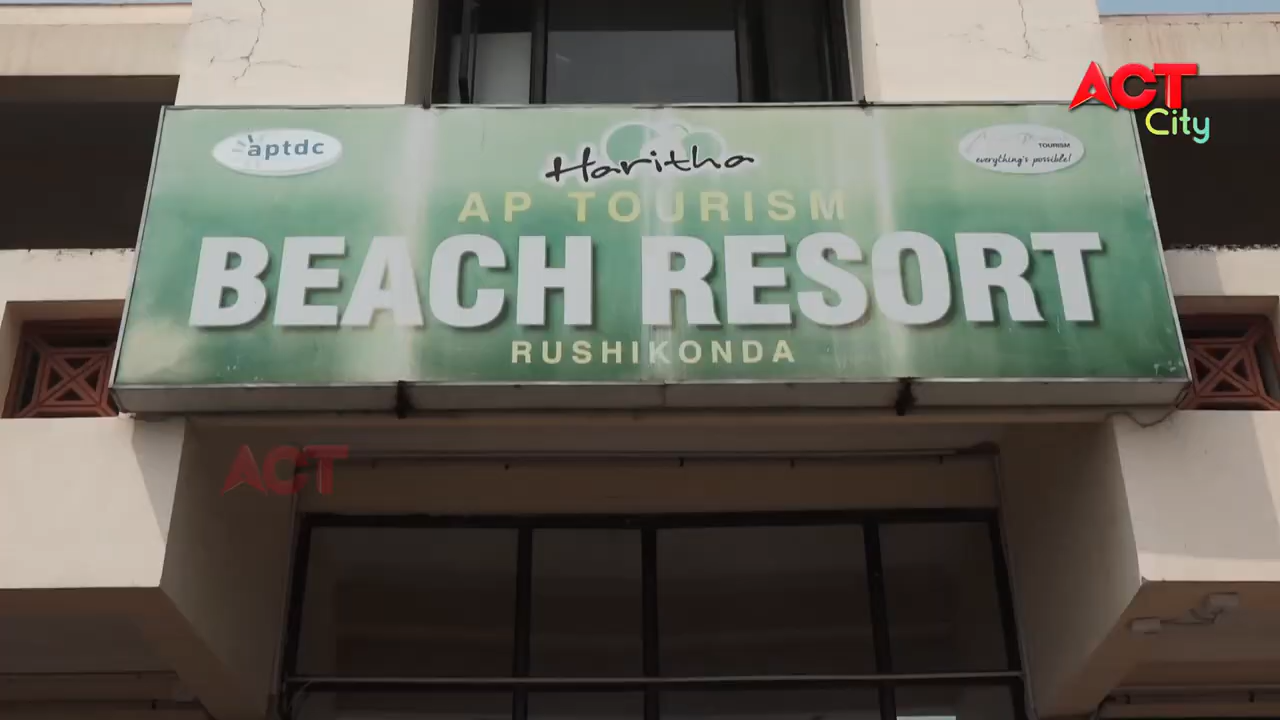 ACT
City
aptdc
Haritha
TOURISM
everything's possible!
AP TOURISM
BEACH RESORT
RUSHIKONDA
ACT